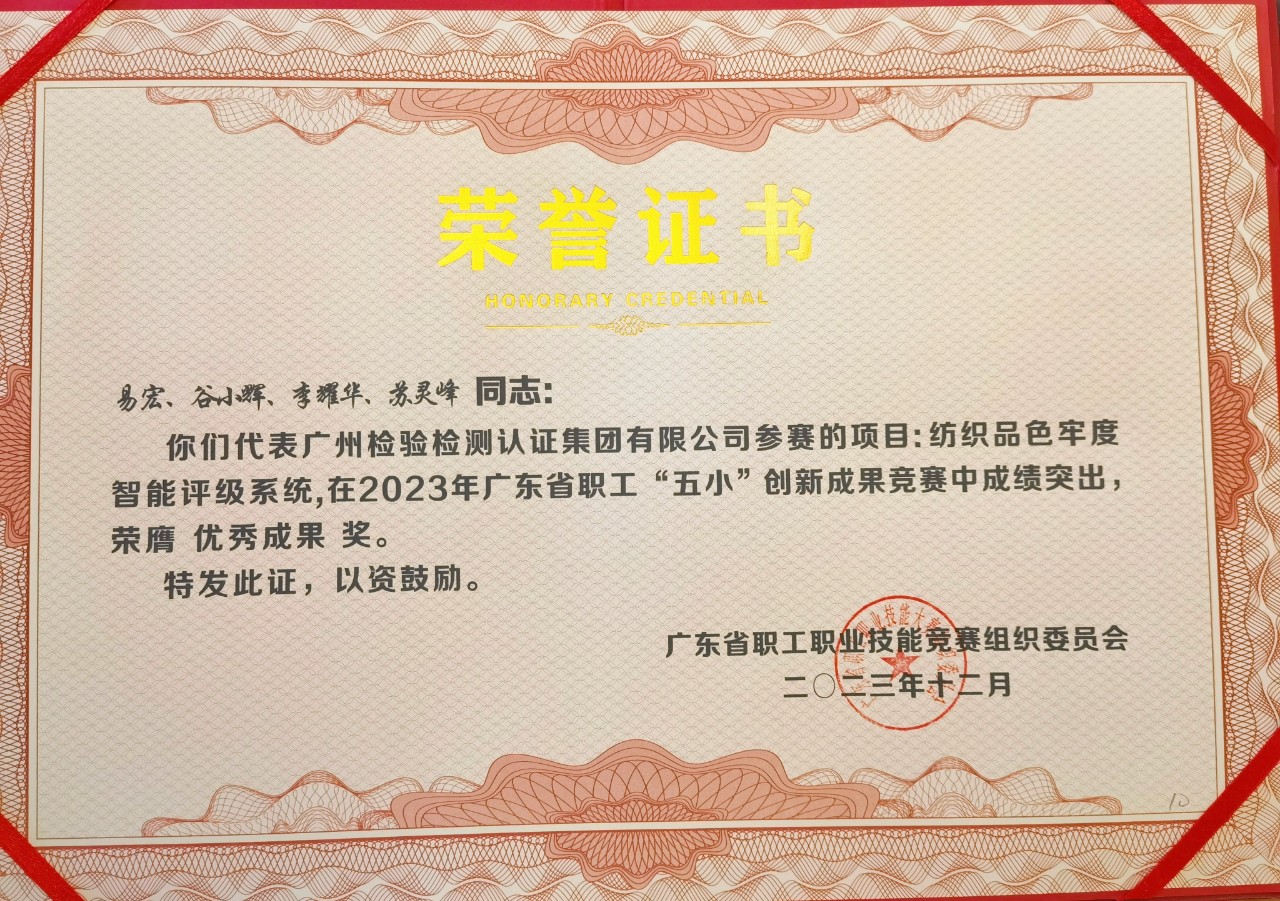 荣誉证书
HONORARY CREDENTIAL
易宏、谷小辉、李耀华、苏灵峰 同志:
你们代表广州检验检测认证集团有限公司参赛的项目:纺织品色牢度
智能评级系统,在2023年广东省职工“五小”创新成果竞赛中成绩突出，
荣膺 优秀成果 奖。
特发此证，以资鼓励。
广东省职工职业技能竞赛组织委员会
二〇二三年十二月
10